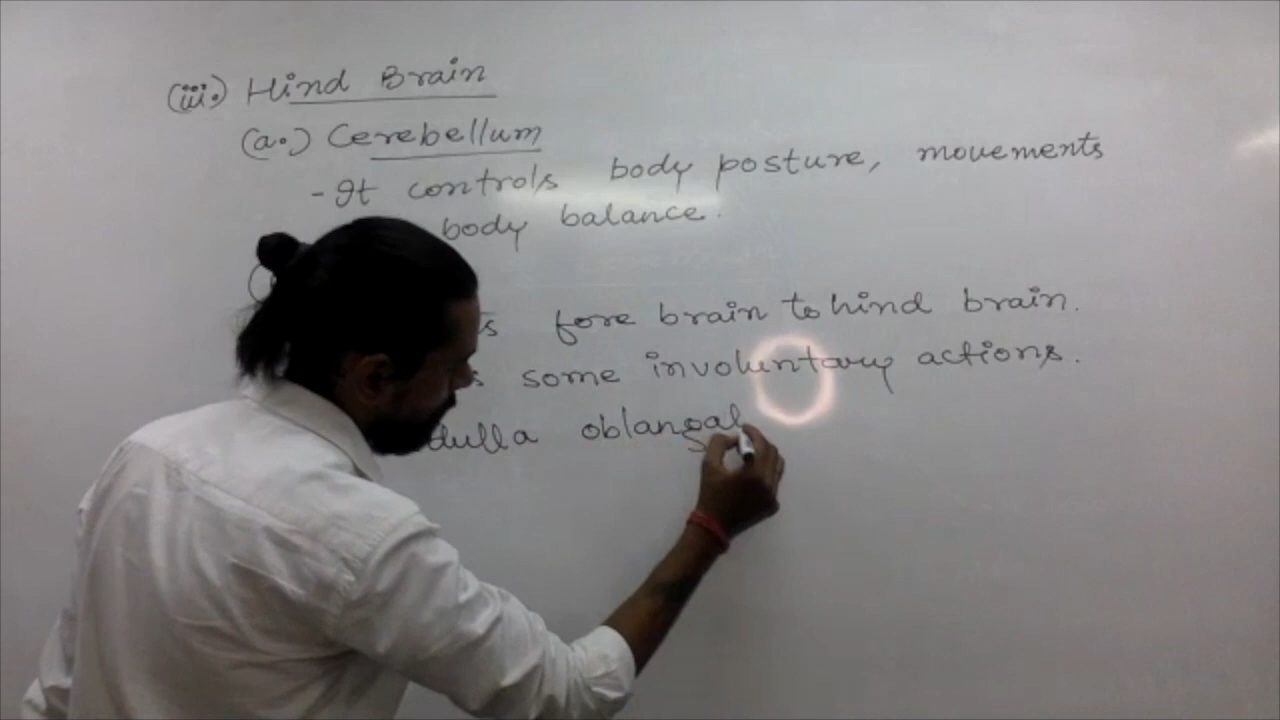 (iii.) Hind Brain
(a.) Cerebellum
- It controls body posture, movements
body balance.
fore brain to hind brain.
some involuntary actions.
dulla oblangat